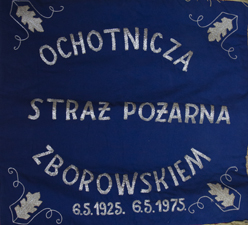 OCHOTNICZA
STRAŻ POŻARNA
ZBOROWSKIEM
6.5.1925. 6.5.1975.